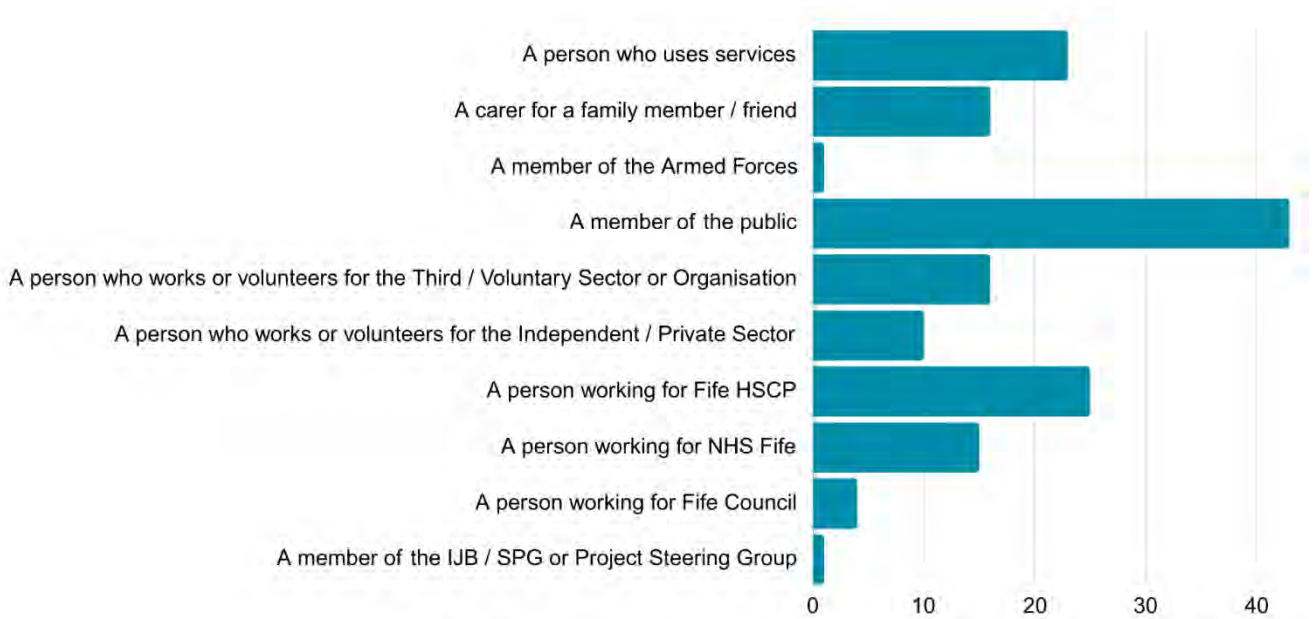 A person who uses services
A carer for a family member / friend
A member of the Armed Forces
A member of the public
A person who works or volunteers for the Third / Voluntary Sector or Organisation
A person who works or volunteers for the Independent / Private Sector
A person working for Fife HSCP
A person working for NHS Fife
A person working for Fife Council
A member of the IJB / SPG or Project Steering Group
0 10 20 30 40